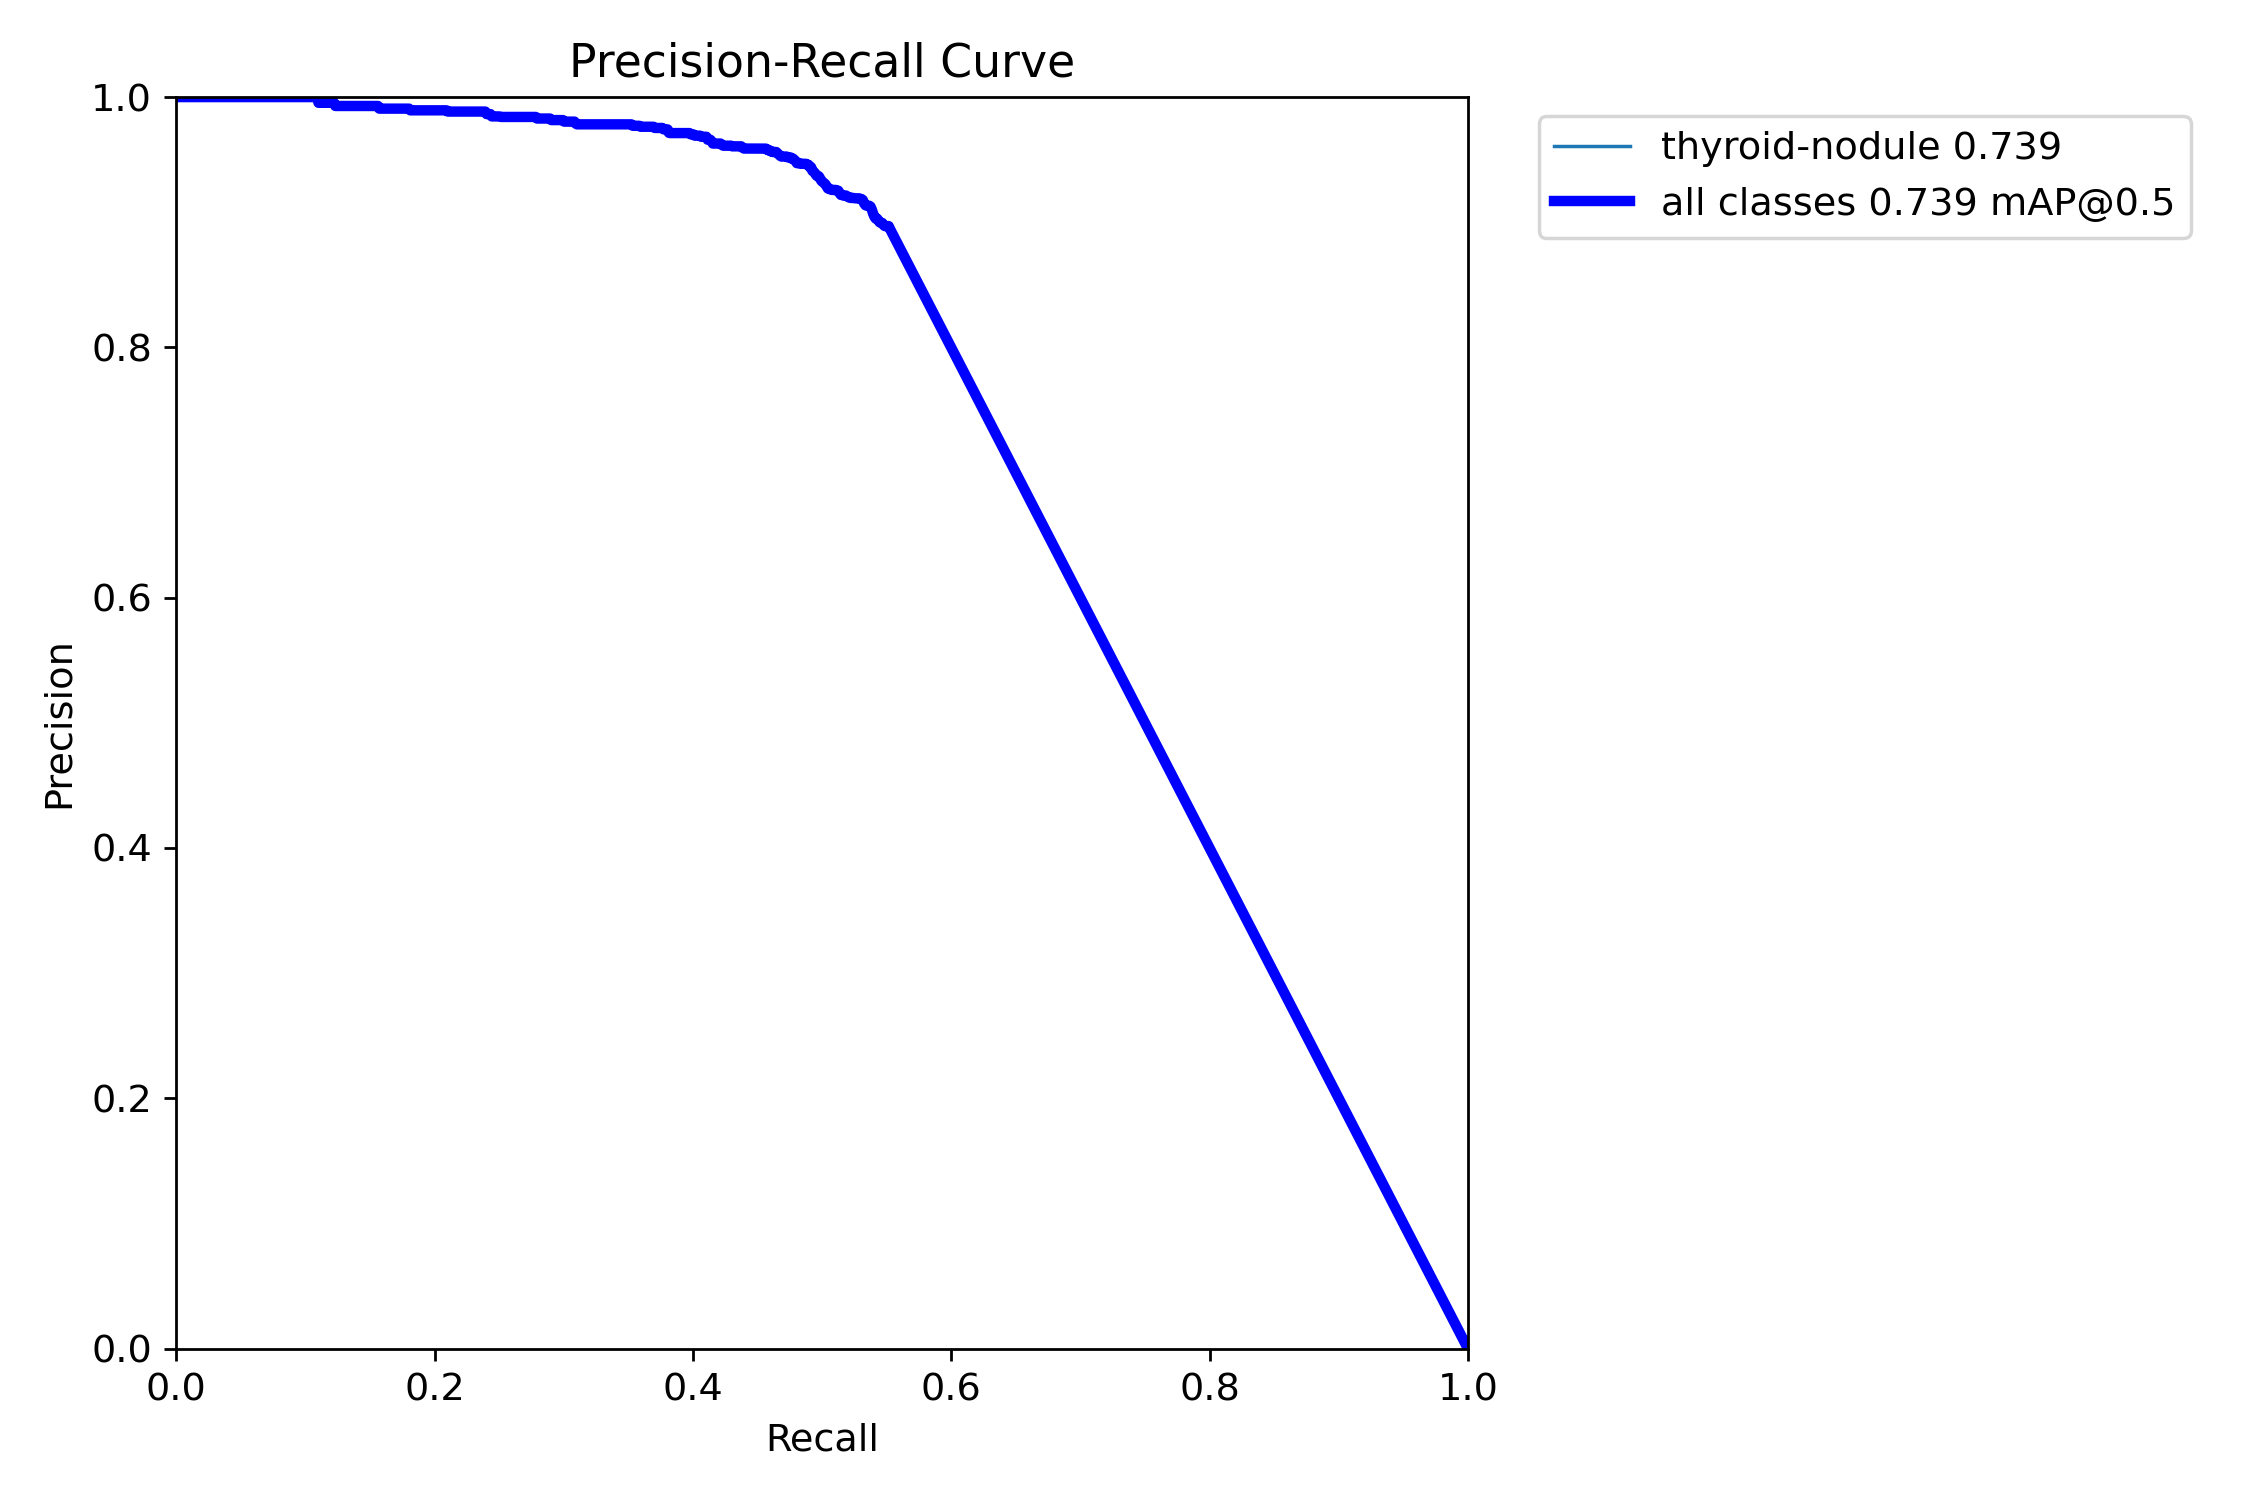 Precision-Recall Curve
1.0
0.8
0.6
0.4
0.2
0.0
Precision
0.0 0.2 0.4 0.6 0.8 1.0
Recall
thyroid-nodule 0.739
all classes 0.739 mAP@0.5